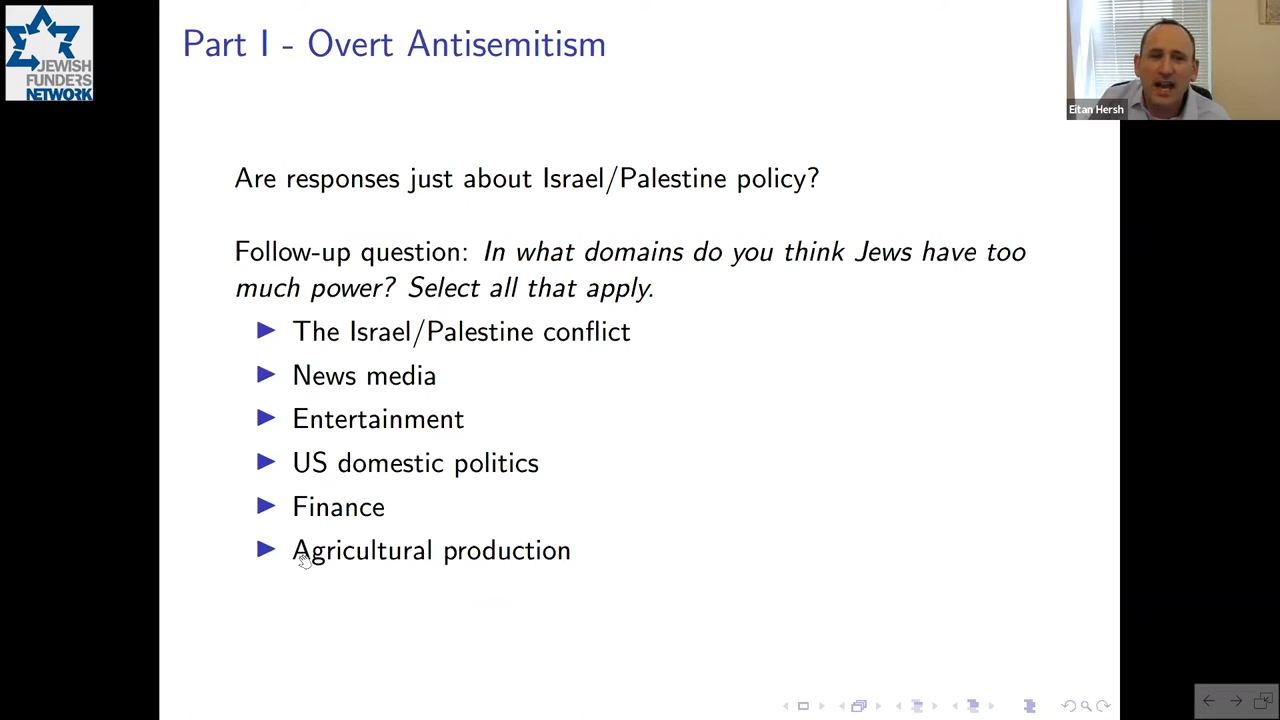 Part I - Overt Antisemitism
JEWISH
FUNDERS
NETWORK
Eitan Hersh
Are responses just about Israel/Palestine policy?
Follow-up question: In what domains do you think Jews have too
much power? Select all that apply.
The Israel/Palestine conflict
News media
Entertainment
US domestic politics
Finance
Agricultural production